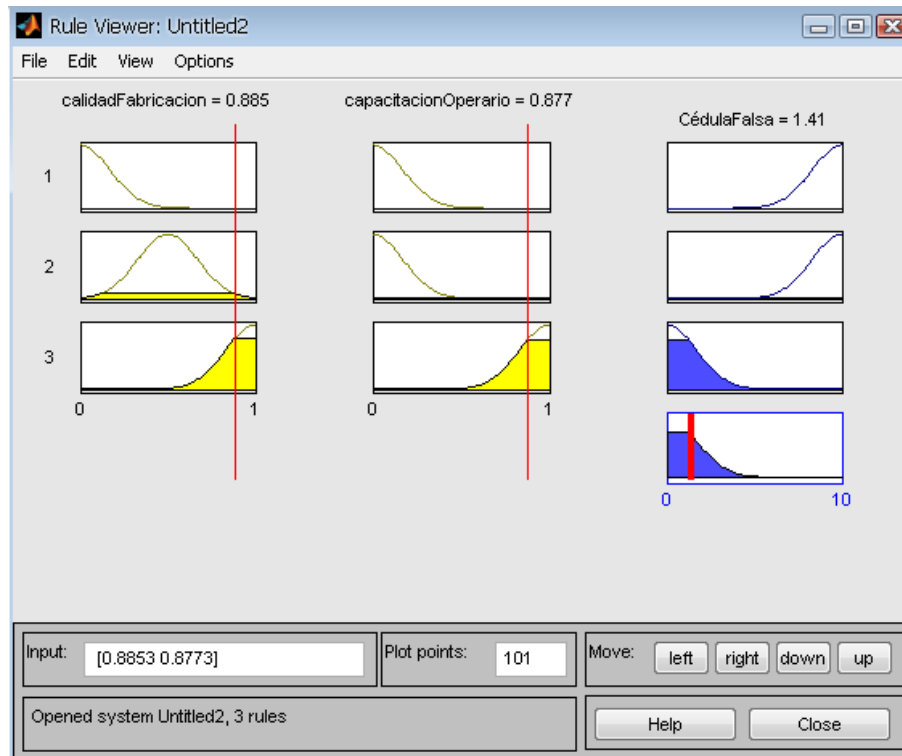 Rule Viewer: Untitled2
File Edit View Options
calidadFabricacion = 0.885 capacitacionOperario = 0.877
CédulaFalsa = 1.41
1
2
3
0 1 0 1
0 10
Input: [0.8853 0.8773] Plot points: 101 Move: left right down up
Opened system Untitled2, 3 rules Help Close